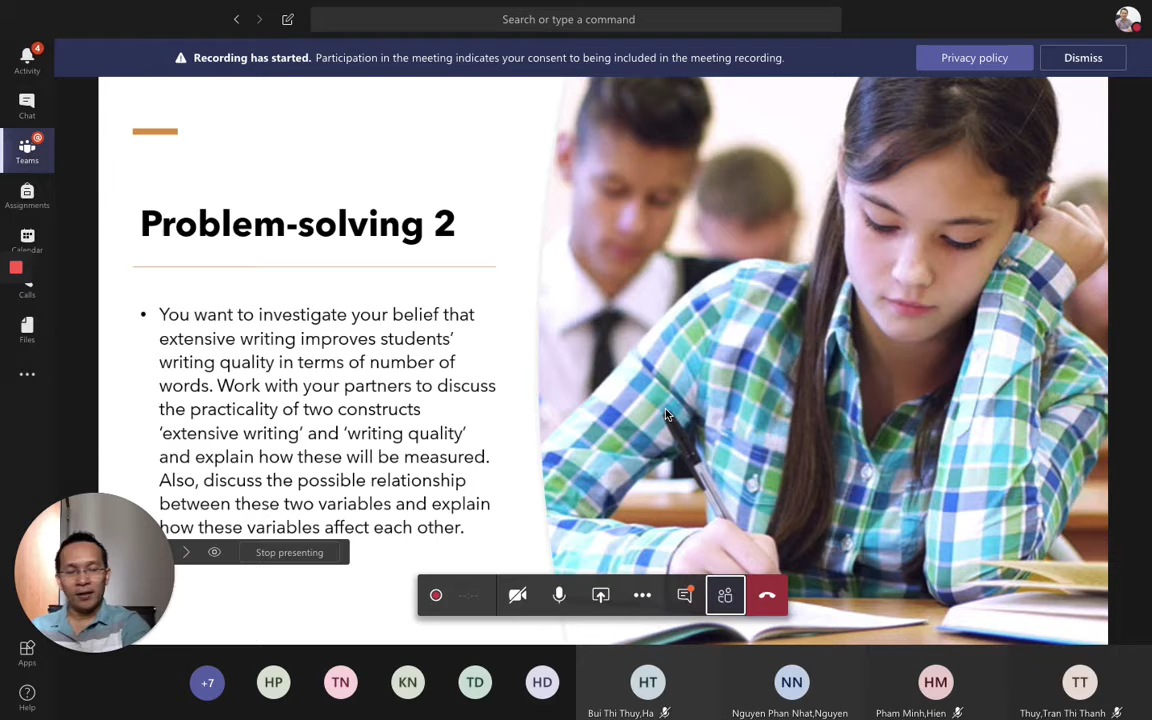 Search or type a command
4
Activity
Recording has started. Participation in the meeting indicates your consent to being included in the meeting recording.
Privacy policy
Dismiss
Chat
Teams
Assignments
Calendar
Calls
Files
Problem-solving 2
• You want to investigate your belief that
extensive writing improves students'
writing quality in terms of number of
words. Work with your partners to discuss
the practicality of two constructs
'extensive writing' and 'writing quality'
and explain how these will be measured.
Also, discuss the possible relationship
between these two variables and explain
how these variables affect each other.
Stop presenting
--:--
Apps
Help
+7
HP
TN
KN
TD
HD
HT
NN
HM
TT
Bui Thi Thuy,Ha
Nguyen Phan Nhat,Nguyen
Pham Minh,Hien
Thuy,Tran Thi Thanh